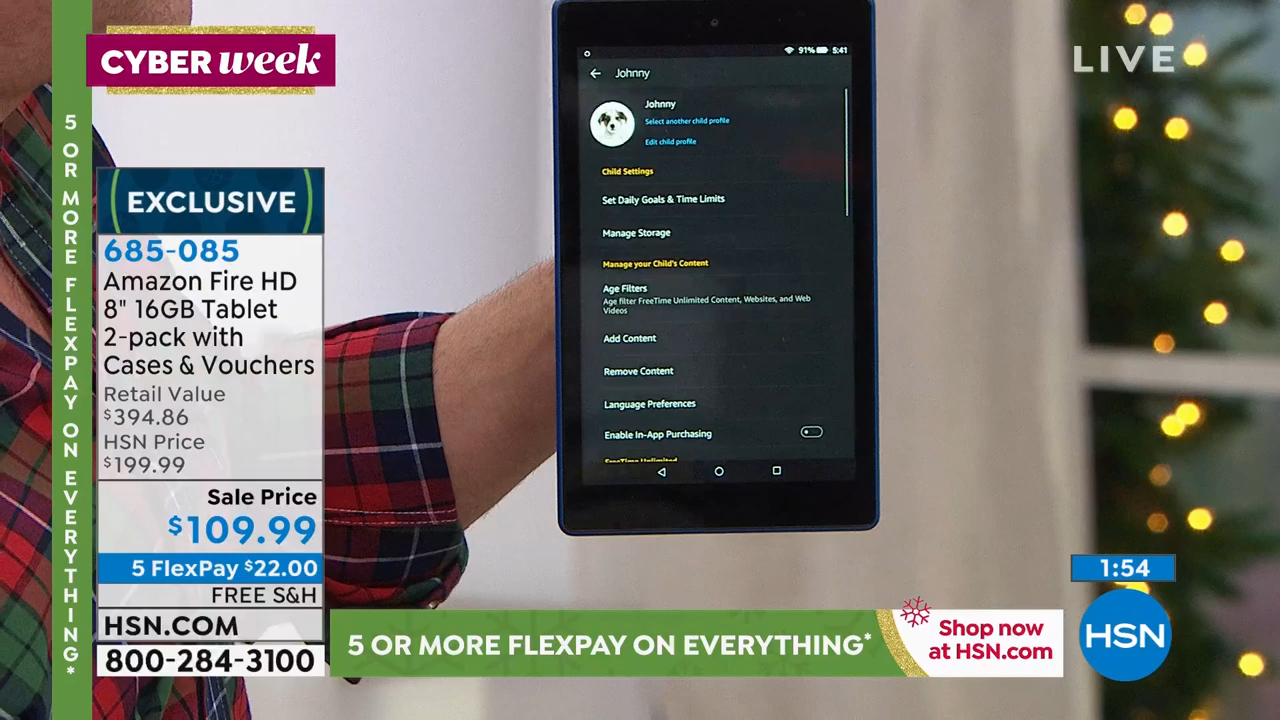 CYBER week
LIVE
5 OR MORE FLEXPAY ON EVERYTHING*
EXCLUSIVE
685-085
Amazon Fire HD
8" 16GB Tablet
2-pack with
Cases & Vouchers
Retail Value
$394.86
HSN Price
$199.99
Sale Price
$109.99
5 FlexPay $22.00
FREE S&H
HSN.COM
800-284-3100
91% 5:41
Johnny
Johnny
Select another child profile
Edit child profile
Child Settings
Set Daily Goals & Time Limits
Manage Storage
Manage your Child's Content
Age Filters
Age filter FreeTime Unlimited Content, Websites, and Web
Videos
Add Content
Remove Content
Language Preferences
Enable In-App Purchasing
FreeTime Unlimited
5 OR MORE FLEXPAY ON EVERYTHING*
Shop now
at HSN.com
1:54
HSN